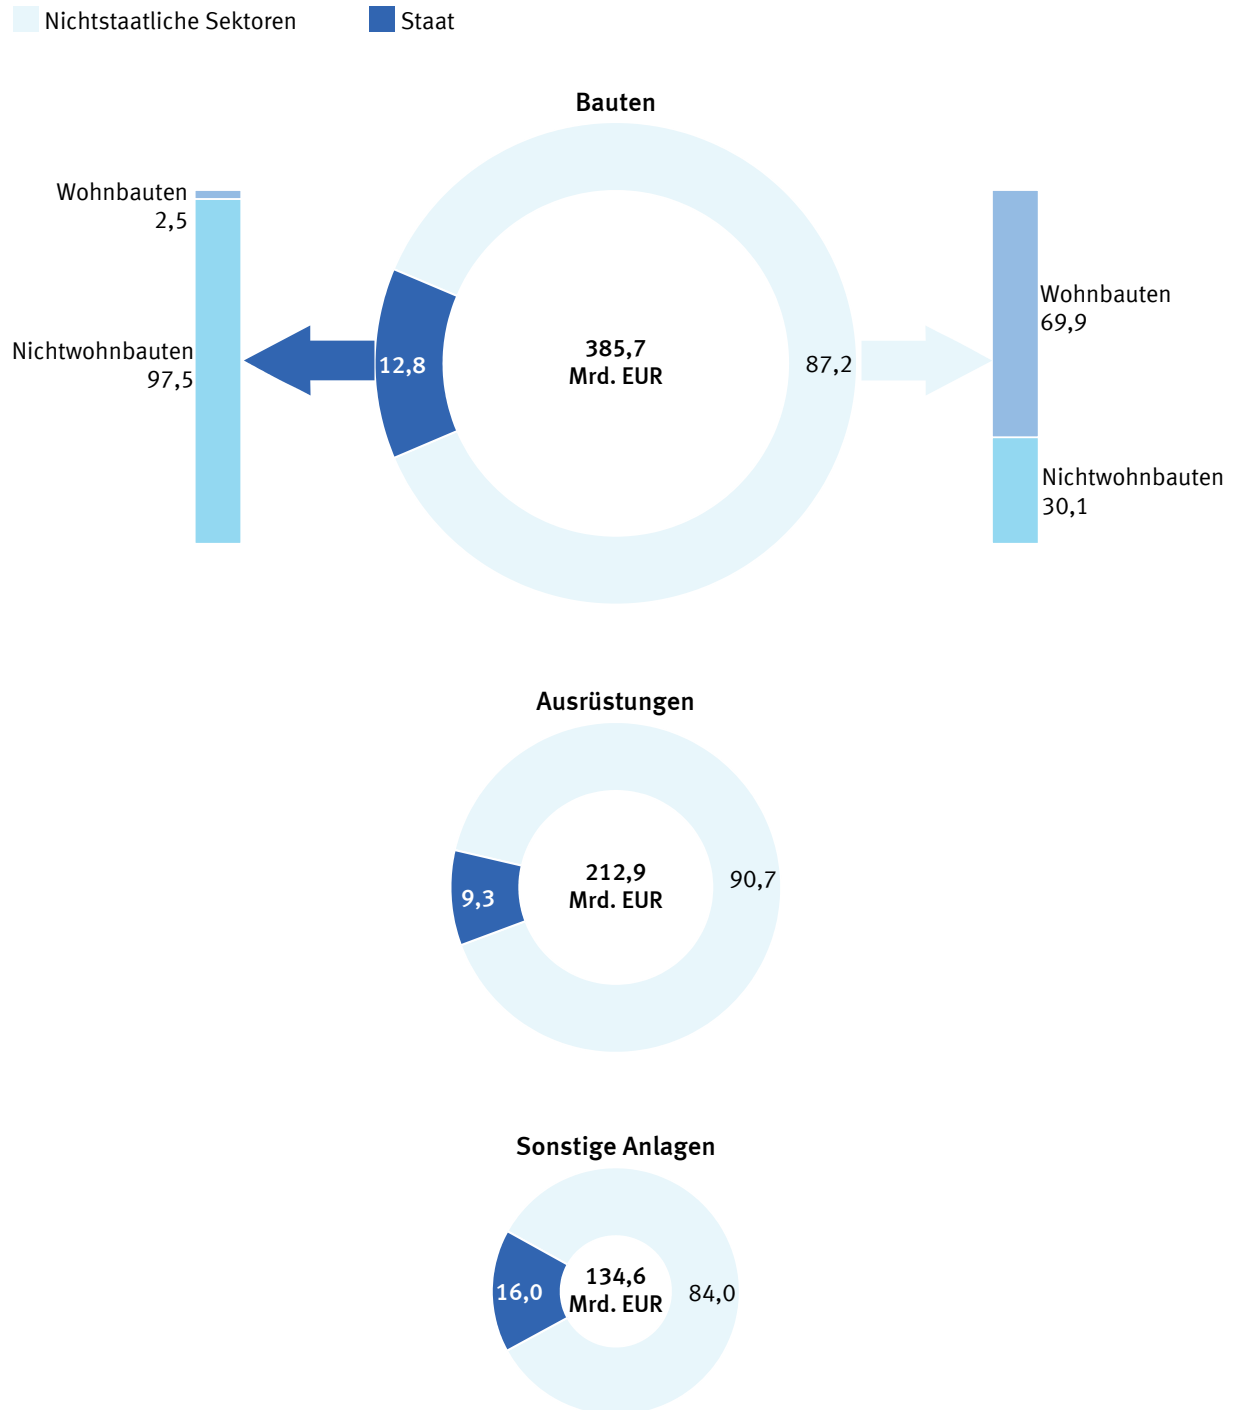 Nichtstaatliche Sektoren
Staat
Bauten
Wohnbauten
2,5
Nichtwohnbauten
97,5
12,8
385,7
Mrd. EUR
87,2
Wohnbauten
69,9
Nichtwohnbauten
30,1
Ausrüstungen
9,3
212,9
Mrd. EUR
90,7
Sonstige Anlagen
16,0
134,6
Mrd. EUR
84,0